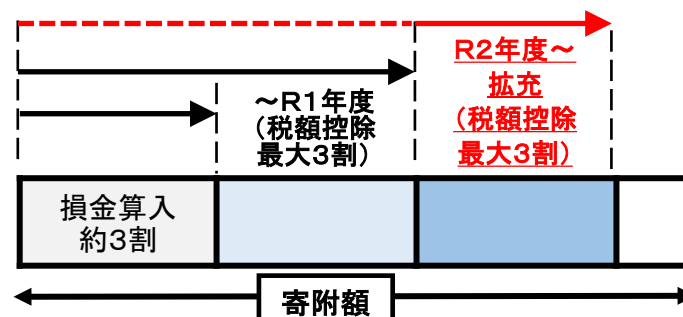 R2年度～
拡充
(税額控除
最大3割)
～R1年度
(税額控除
最大3割)
損金算入
約3割
寄附額